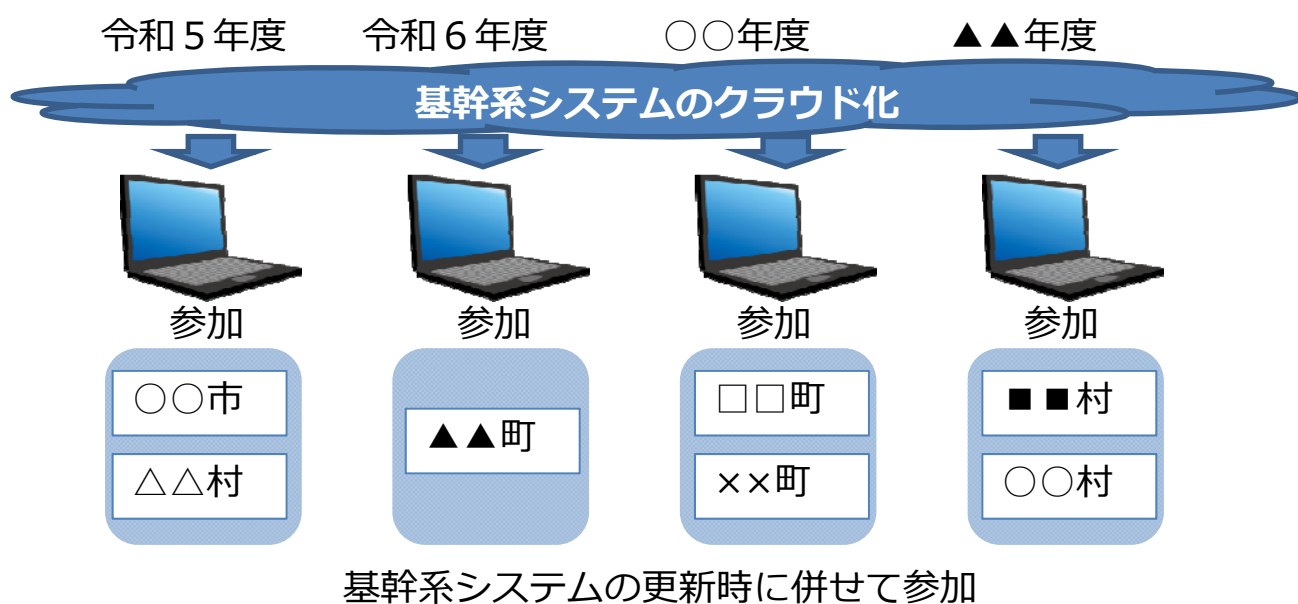 令和５年度 令和６年度 ○○年度 ▲▲年度
基幹系システムのクラウド化
参加 参加 参加 参加
○○市 ▲▲町 □□町 ■■村
△△村 ××町 ○○村
基幹系システムの更新時に併せて参加